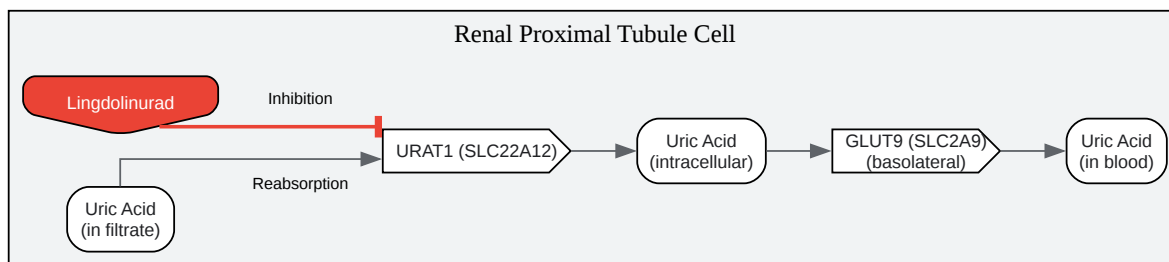 Renal Proximal Tubule Cell
Lingdolinurad
Inhibition
URAT1 (SLC22A12)
Uric Acid
(intracellular)
GLUT9 (SLC2A9)
(basolateral)
Uric Acid
(in blood)
Reabsorption
Uric Acid
(in filtrate)